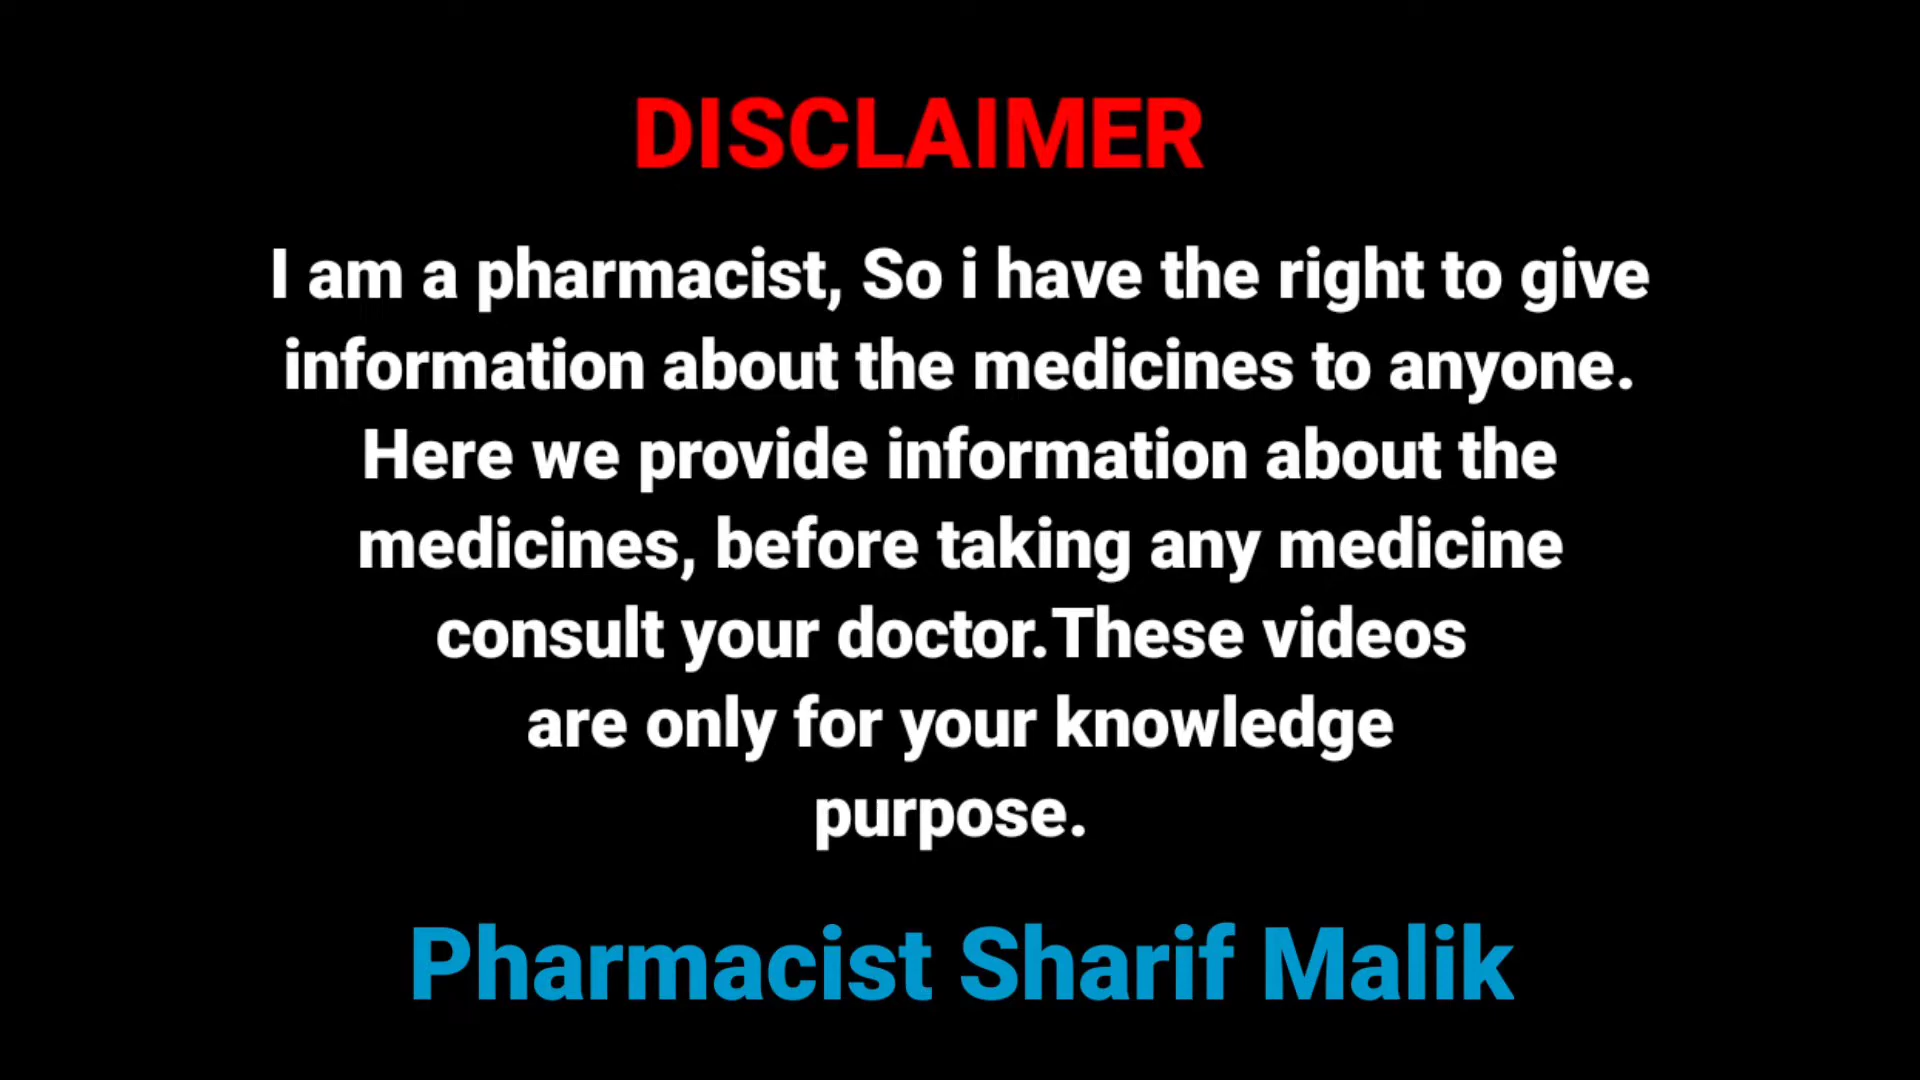 DISCLAIMER
I am a pharmacist, So i have the right to give
information about the medicines to anyone.
Here we provide information about the
medicines, before taking any medicine
consult your doctor.These videos
are only for your knowledge
purpose.
Pharmacist Sharif Malik